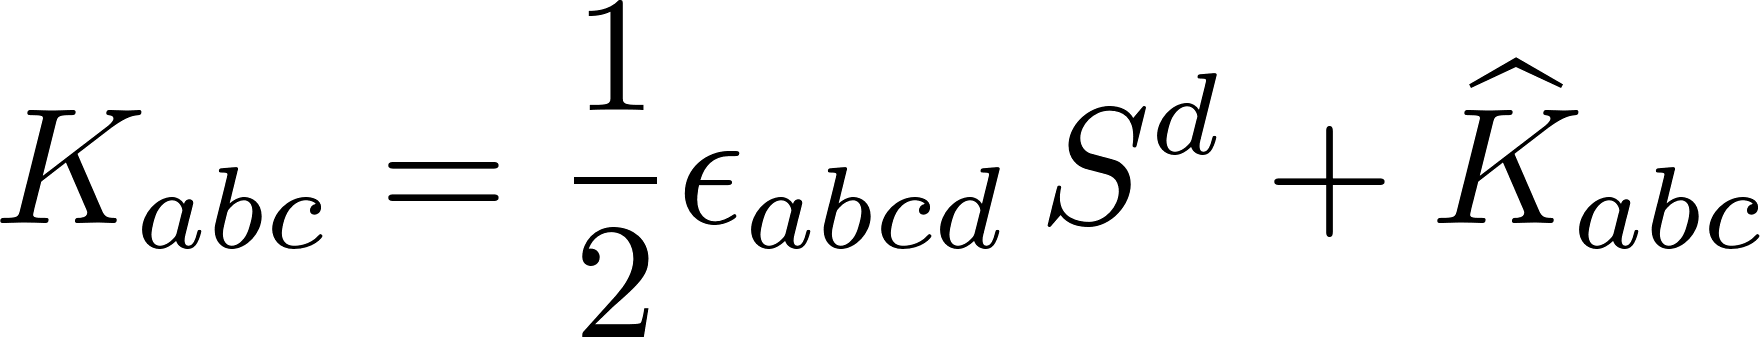 K_{abc} = \frac{1}{2} \epsilon_{abcd} S^{d} + \widehat{K}_{abc}